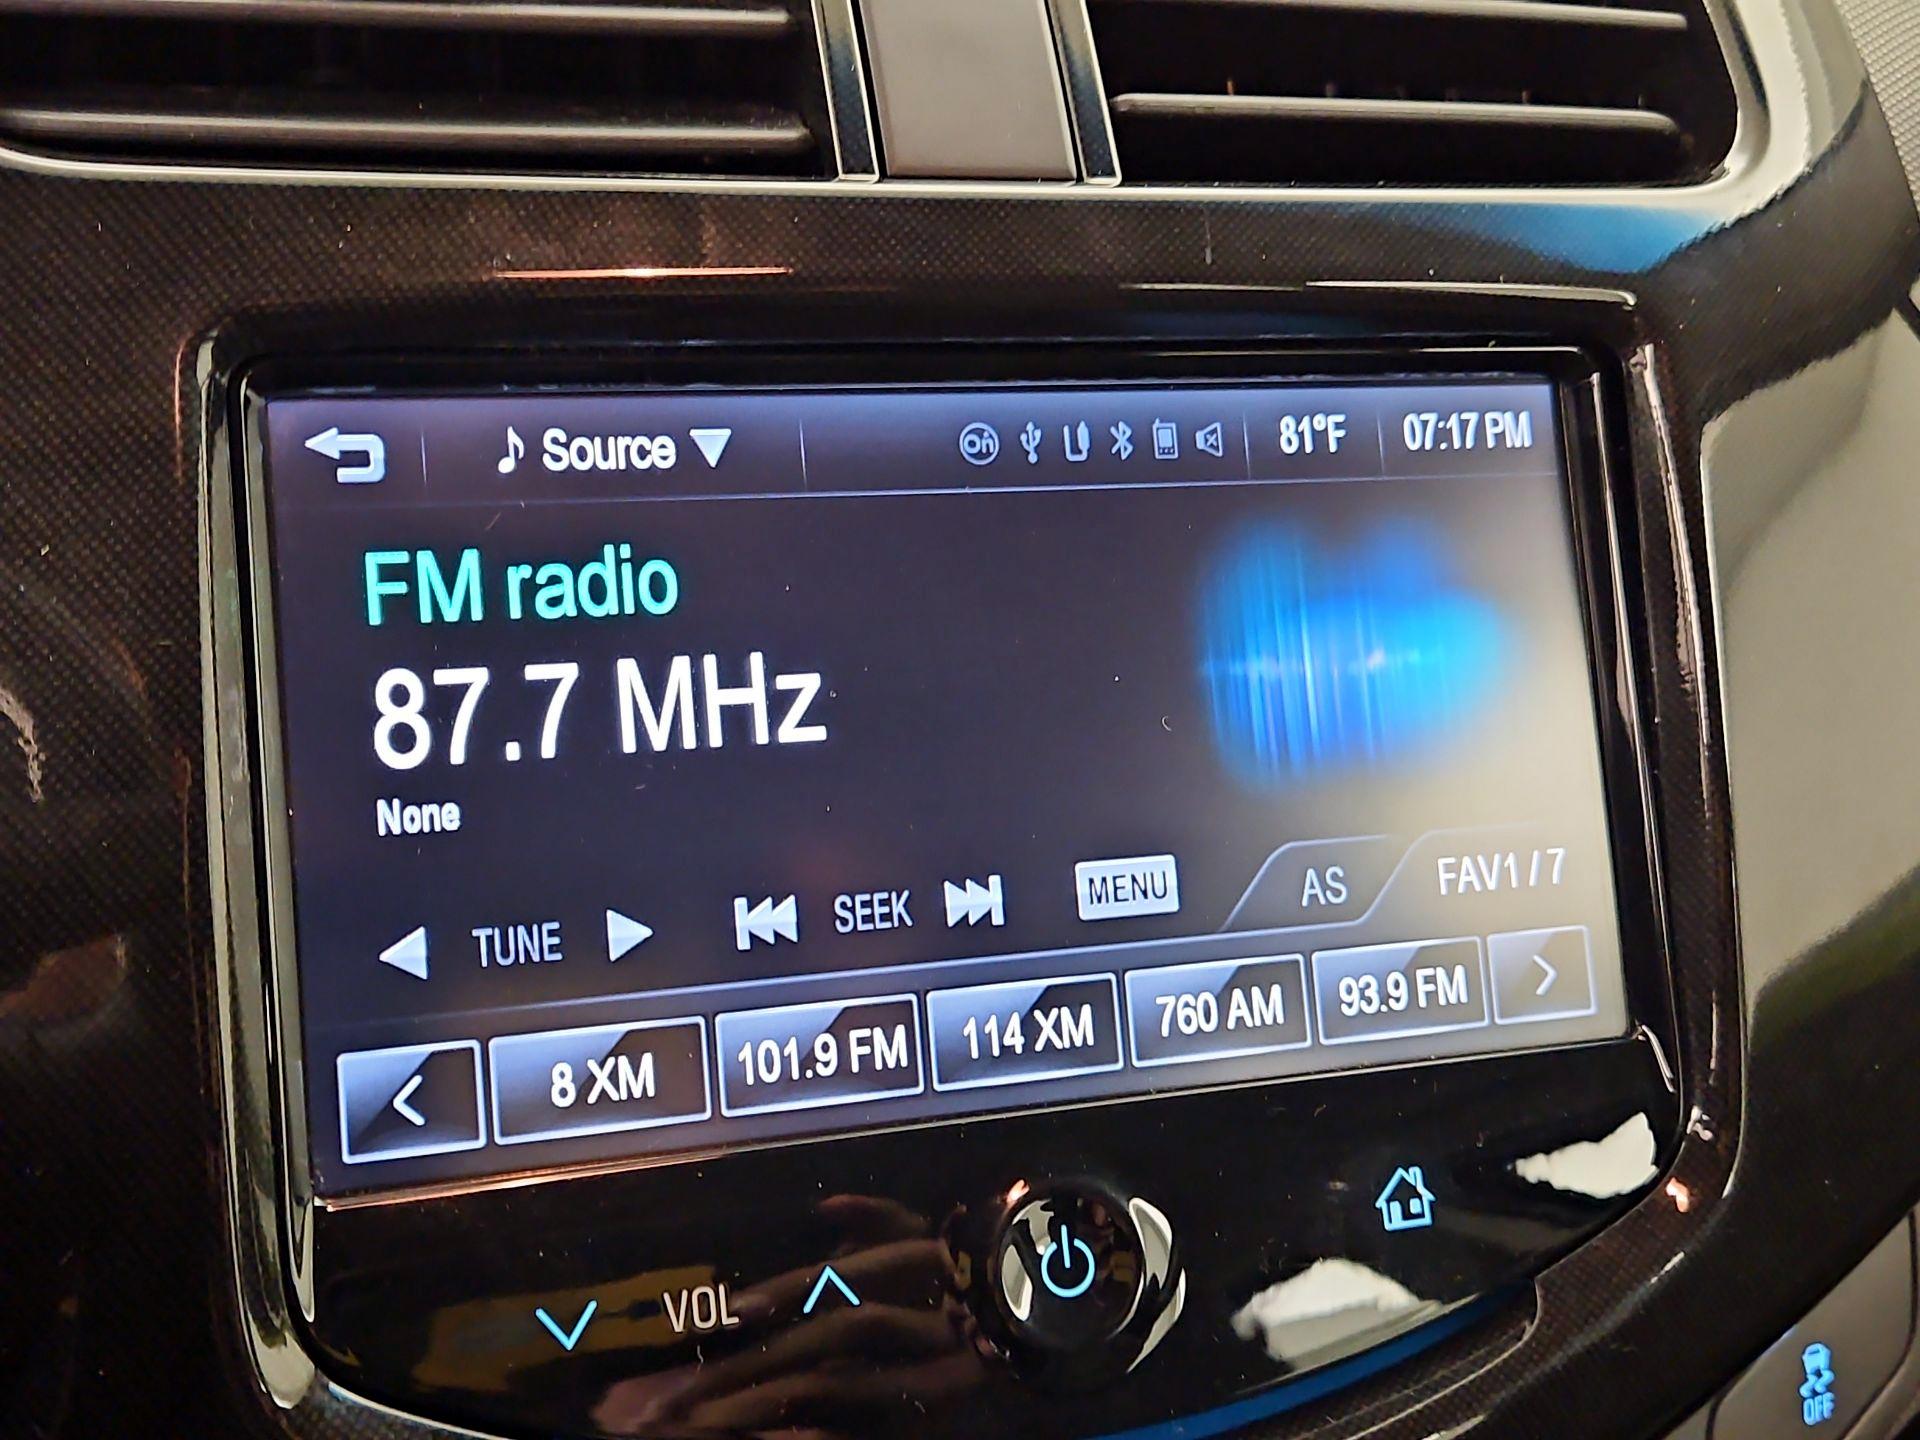 Source
On
81°F
07:17 PM
FM radio
87.7 MHz
None
TUNE
SEEK
MENU
AS
FAV1 / 7
8 XM
101.9 FM
114 XM
760 AM
93.9 FM
VOL
OFF